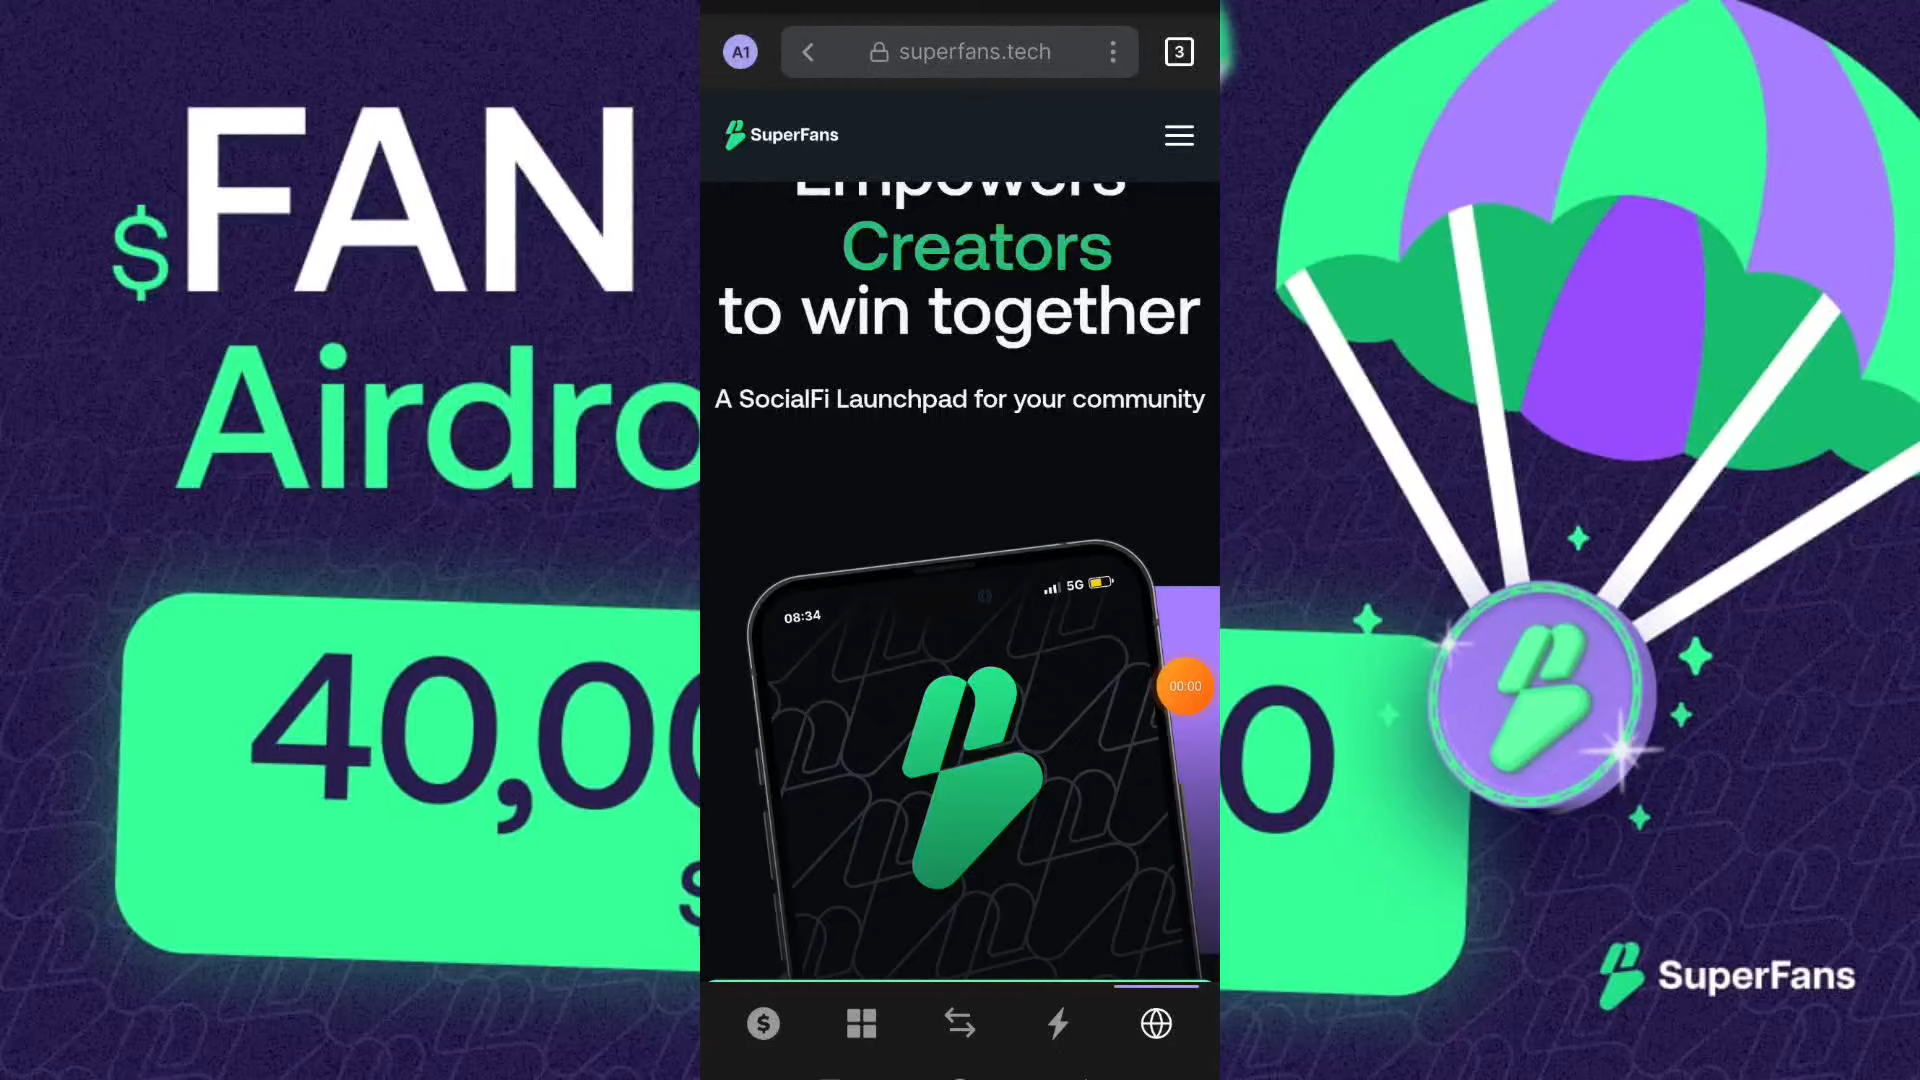 $FAN
Airdro
40,00
0
A1
superfans.tech
3
SuperFans
Empowers
Creators
to win together
A SocialFi Launchpad for your community
08:34
5G
00:00
SuperFans